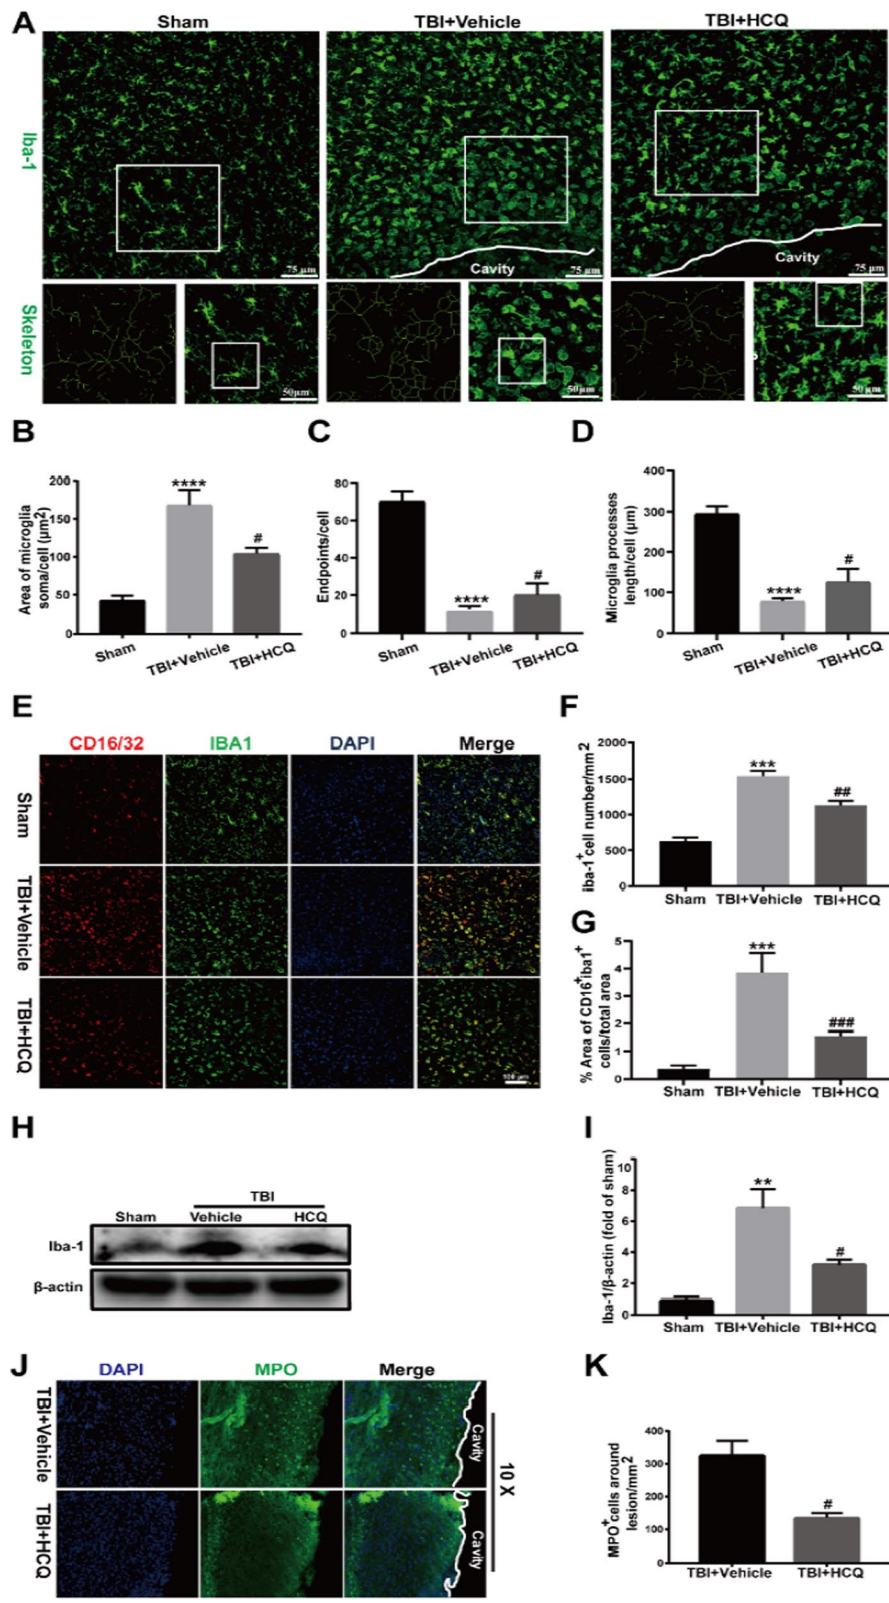 A
Sham
TBI+Vehicle
TBI+HCQ
Iba-1
75 μm
Cavity
75 μm
Cavity
75 μm
Skeleton
50μm
50μm
50 μm
B
Area of microglia
soma/cell (μm2)
200
150
100
50
0
****
#
Sham
TBI+Vehicle
TBI+HCQ
C
Endpoints/cell
80
60
40
20
0
****
#
Sham
TBI+Vehicle
TBI+HCQ
D
Microglia processes
length/cell (μm)
400
300
200
100
0
****
#
Sham
TBI+Vehicle
TBI+HCQ
E
CD16/32
IBA1
DAPI
Merge
Sham
TBI+Vehicle
TBI+HCQ
F
iba-1+cell number/mm2
2000
1500
1000
500
0
***
##
Sham
TBI+Vehicle
TBI+HCQ
G
% Area of CD16+iba1+
cells/total area
5
4
3
2
1
0
***
###
Sham
TBI+Vehicle
TBI+HCQ
H
TBI
Sham
Vehicle
HCQ
Iba-1
β-actin
I
Iba-1/β-actin (fold of sham)
10
8
6
4
2
0
**
#
Sham
TBI+Vehicle
TBI+HCQ
J
DAPI
MPO
Merge
TBI+Vehicle
Cavity
TBI+HCQ
Cavity
10 X
K
MPO+cells around
lesion/mm2
400
300
200
100
0
#
TBI+Vehicle
TBI+HCQ